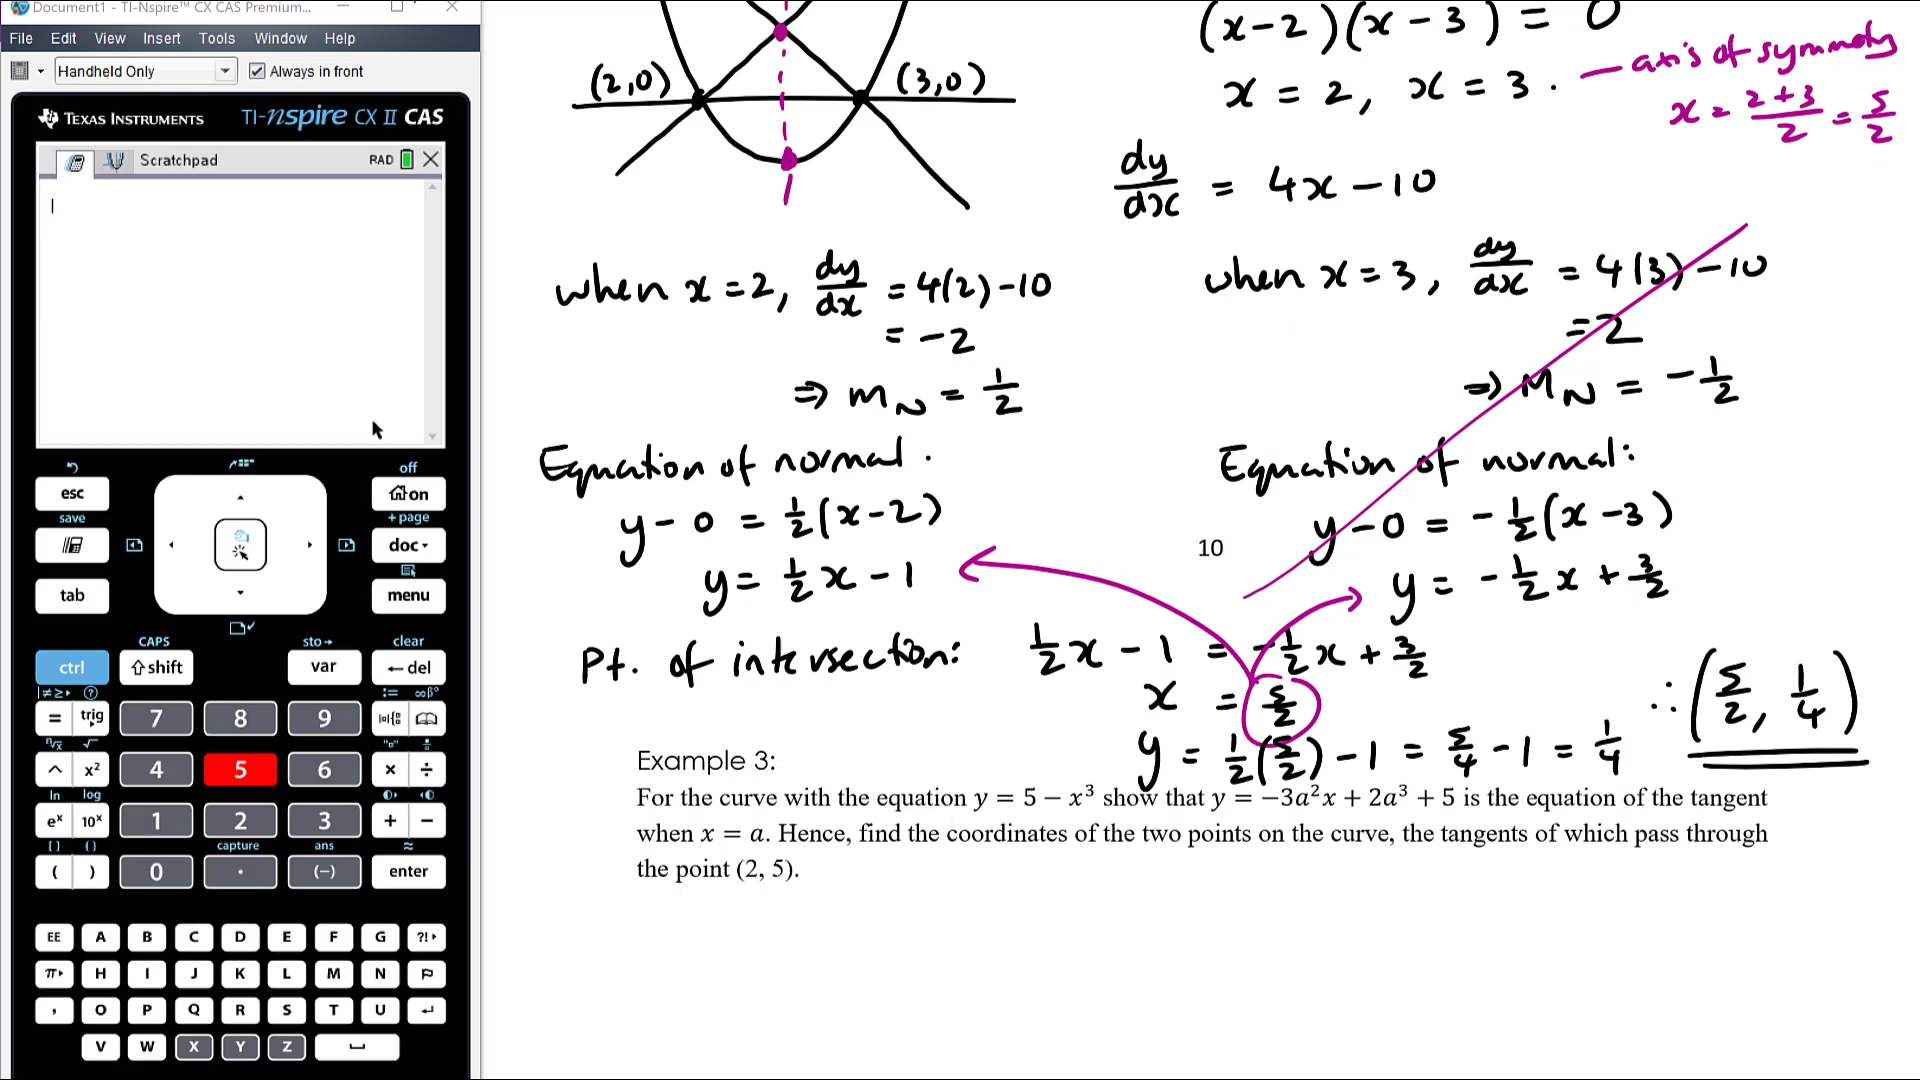 Document1 - TI-Nspire™ CX CAS Premium...
File Edit View Insert Tools Window Help
Handheld Only Always in front
TEXAS INSTRUMENTS TI-nspire CX II CAS
Scratchpad RAD
off
esc on
save +page
doc
tab menu
CAPS sto→ clear
ctrl shift var ←del
|≠≥▸ ? := ∞β°
= trig 7 8 9
ⁿ√x √
^ x² 4 5 6 × ÷
ln log
eˣ 10ˣ 1 2 3 + −
[] {} capture ans ≈
( ) 0 . (−) enter
EE A B C D E F G ?!▸
π▸ H I J K L M N
, O P Q R S T U
V W X Y Z
(2,0) (3,0)
(x-2)(x-3) = 0
x = 2, x = 3.
— axis of symmetry
x = 2+3/2 = 5/2
dy/dx = 4x - 10
when x = 2, dy/dx = 4(2) - 10
= -2
⇒ mN = 1/2
Equation of normal.
y - 0 = 1/2(x-2)
y = 1/2x - 1
when x = 3, dy/dx = 4(3) - 10
= 2
⇒ MN = -1/2
Equation of normal:
y - 0 = -1/2(x-3)
y = -1/2x + 3/2
10
Pt. of intersection: 1/2x - 1 = -1/2x + 3/2
x = 5/2
y = 1/2(5/2) - 1 = 5/4 - 1 = 1/4
∴ (5/2, 1/4)
Example 3:
For the curve with the equation y = 5 − x³ show that y = −3a²x + 2a³ + 5 is the equation of the tangent
when x = a. Hence, find the coordinates of the two points on the curve, the tangents of which pass through
the point (2, 5).